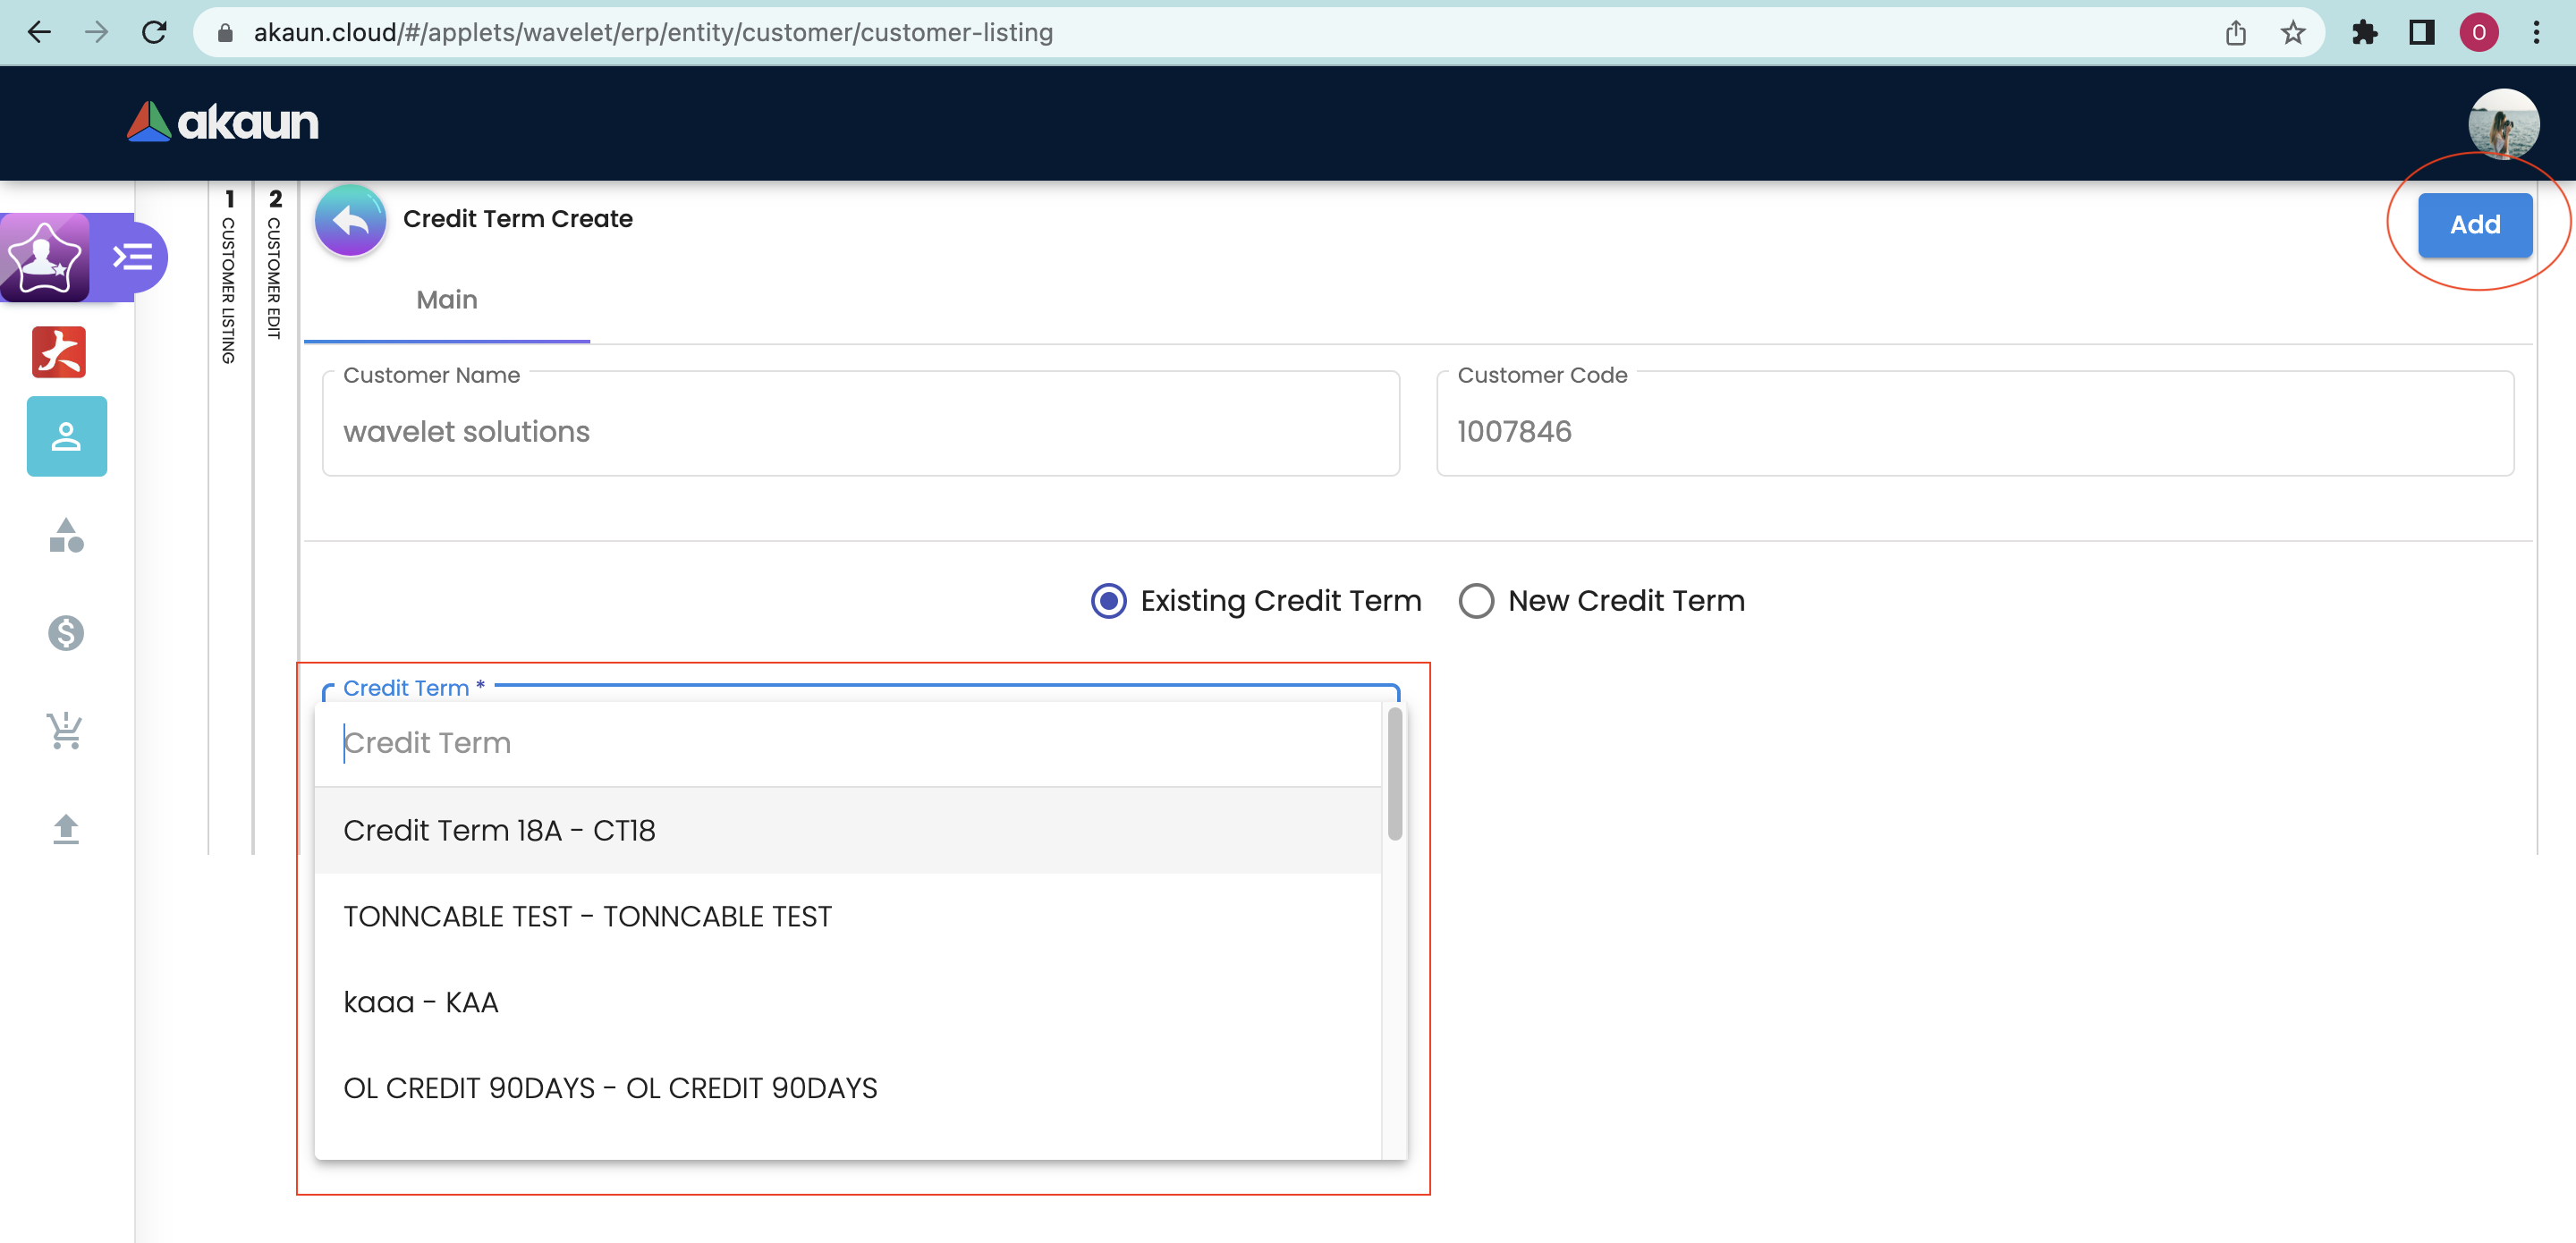 akaun.cloud/#/applets/wavelet/erp/entity/customer/customer-listing
O
akaun
1
CUSTOMER LISTING
2
CUSTOMER EDIT
Credit Term Create
Add
Main
Customer Name
wavelet solutions
Customer Code
1007846
Existing Credit Term
New Credit Term
Credit Term *
Credit Term
Credit Term 18A - CT18
TONNCABLE TEST - TONNCABLE TEST
kaaa - KAA
OL CREDIT 90DAYS - OL CREDIT 90DAYS